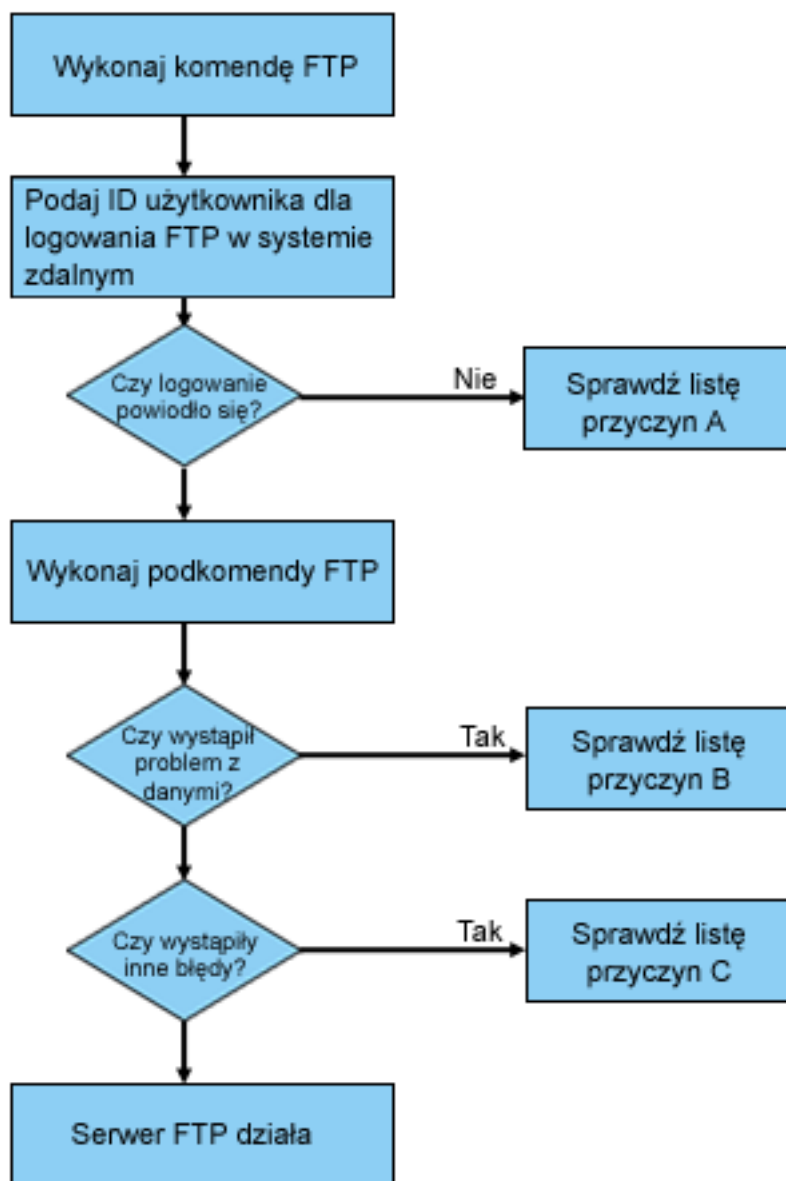 Wykonaj komendę FTP
Podaj ID użytkownika dla
logowania FTP w systemie
zdalnym
Czy logowanie
powiodło się?
Nie
Sprawdź listę
przyczyn A
Wykonaj podkomendy FTP
Czy wystąpił
problem z
danymi?
Tak
Sprawdź listę
przyczyn B
Czy wystąpiły
inne błędy?
Tak
Sprawdź listę
przyczyn C
Serwer FTP działa